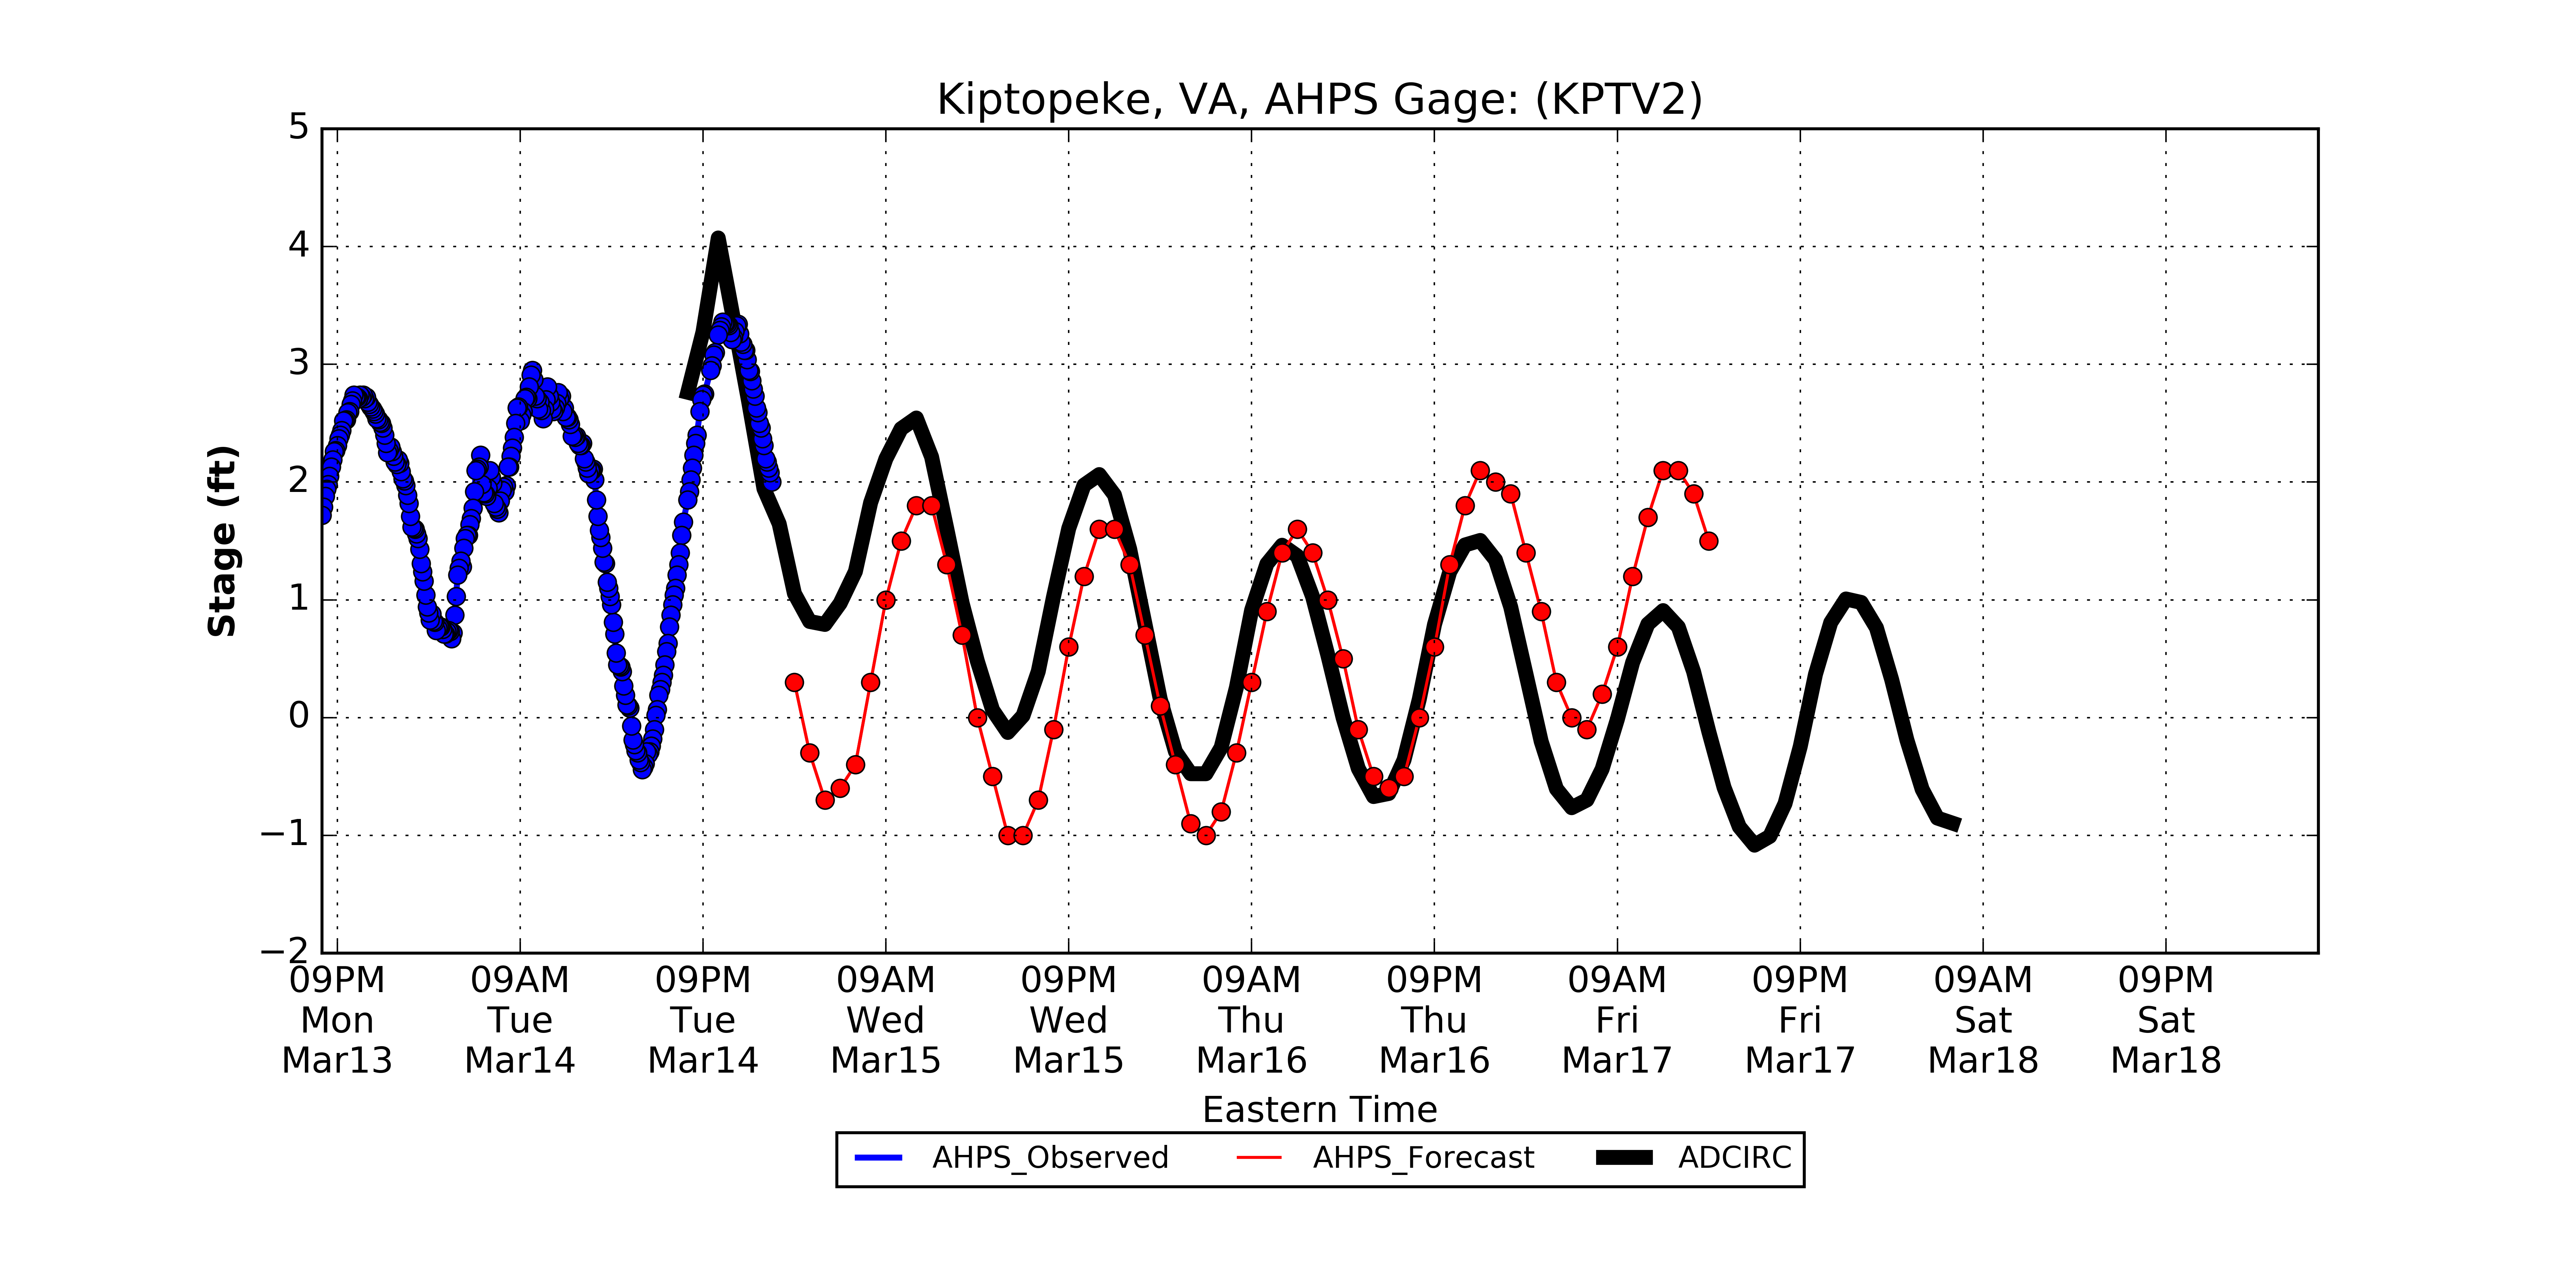 Kiptopeke, VA, AHPS Gage: (KPTV2)
5
4
3
2
1
0
−1
−2
Stage (ft)
09PM 09AM 09PM 09AM 09PM 09AM 09PM 09AM 09PM 09AM 09PM
Mon Tue Tue Wed Wed Thu Thu Fri Fri Sat Sat
Mar13 Mar14 Mar14 Mar15 Mar15 Mar16 Mar16 Mar17 Mar17 Mar18 Mar18
Eastern Time
AHPS_Observed AHPS_Forecast ADCIRC